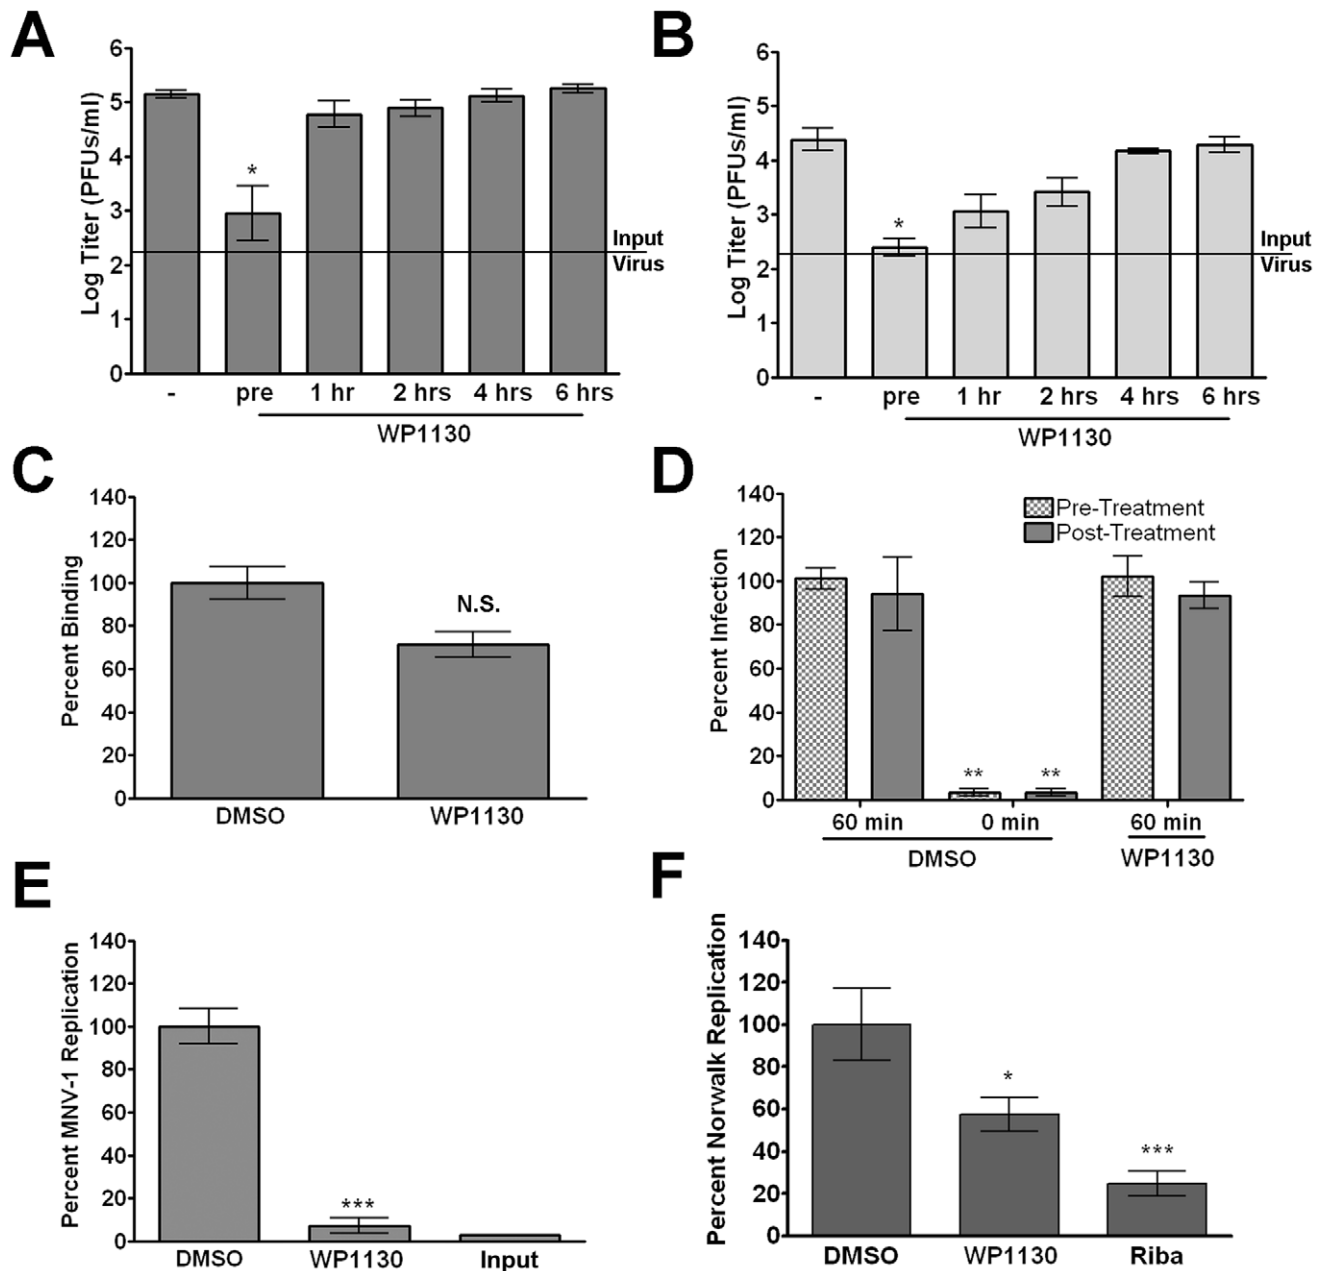 A
Log Titer (PFUs/ml)
6
5
4
3
2
1
0
*
Input
Virus
- pre 1 hr 2 hrs 4 hrs 6 hrs
WP1130
B
Log Titer (PFUs/ml)
6
5
4
3
2
1
0
*
Input
Virus
- pre 1 hr 2 hrs 4 hrs 6 hrs
WP1130
C
Percent Binding
140
120
100
80
60
40
20
0
N.S.
DMSO WP1130
D
Percent Infection
140
120
100
80
60
40
20
0
Pre-Treatment
Post-Treatment
** **
60 min 0 min 60 min
DMSO WP1130
E
Percent MNV-1 Replication
140
120
100
80
60
40
20
0
***
DMSO WP1130 Input
F
Percent Norwalk Replication
140
120
100
80
60
40
20
0
*
***
DMSO WP1130 Riba